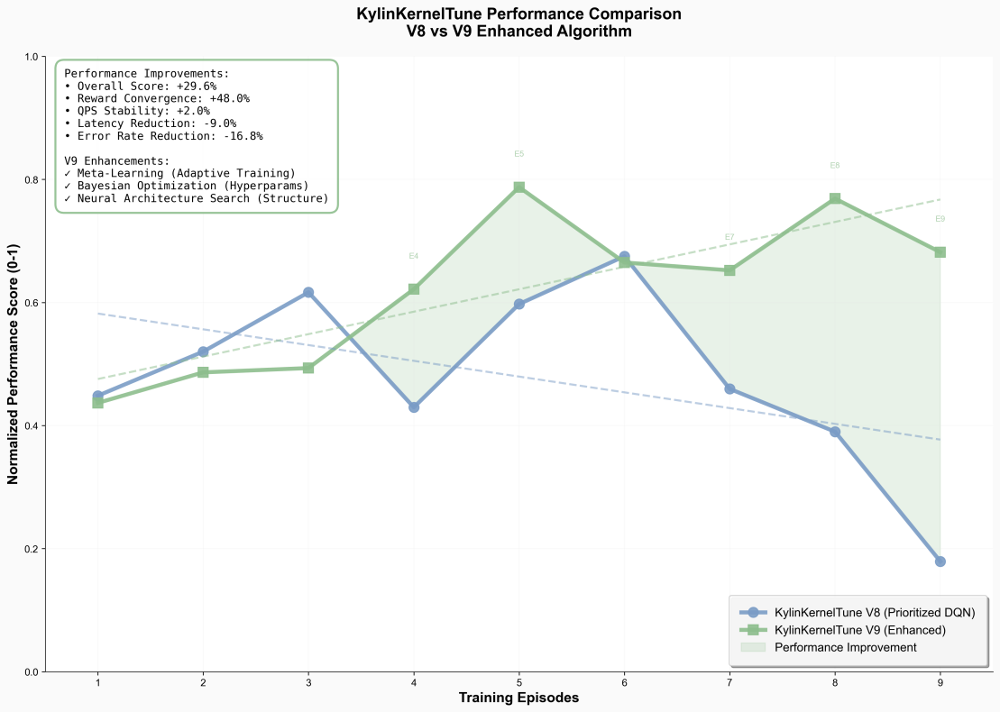 KylinKernelTune Performance Comparison
V8 vs V9 Enhanced Algorithm
Performance Improvements:
• Overall Score: +29.6%
• Reward Convergence: +48.0%
• QPS Stability: +2.0%
• Latency Reduction: -9.0%
• Error Rate Reduction: -16.8%
V9 Enhancements:
✓ Meta-Learning (Adaptive Training)
✓ Bayesian Optimization (Hyperparams)
✓ Neural Architecture Search (Structure)
Normalized Performance Score (0-1)
1.0
0.8
0.6
0.4
0.2
0.0
E4
E5
E7
E8
E9
KylinKernelTune V8 (Prioritized DQN)
KylinKernelTune V9 (Enhanced)
Performance Improvement
1 2 3 4 5 6 7 8 9
Training Episodes